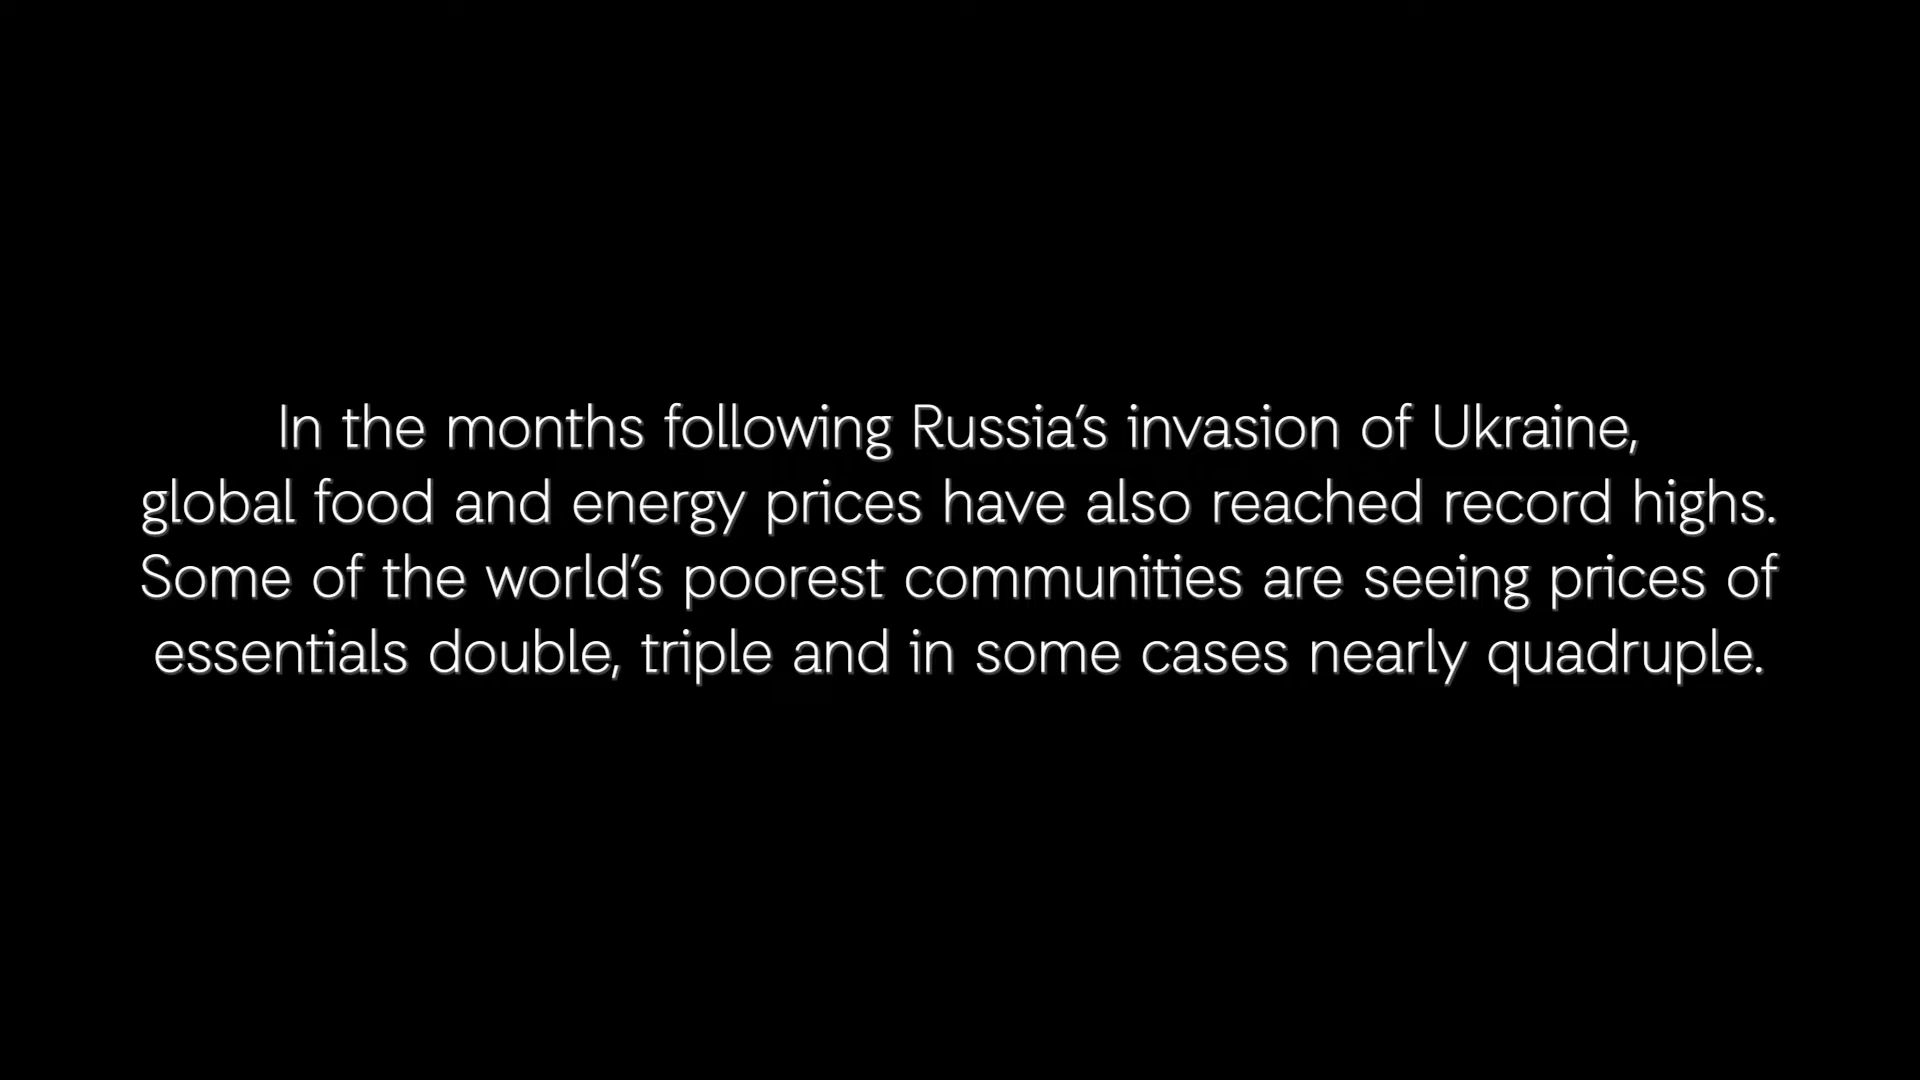 In the months following Russia’s invasion of Ukraine,
global food and energy prices have also reached record highs.
Some of the world’s poorest communities are seeing prices of
essentials double, triple and in some cases nearly quadruple.